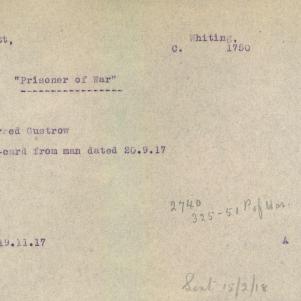 st,
Whiting,
C. 1750
"Prisoner of War"
red Gustrow
-card from man dated 20.9.17
2740
325-51 P of War.
19.11.17
A
Sent 15/2/18